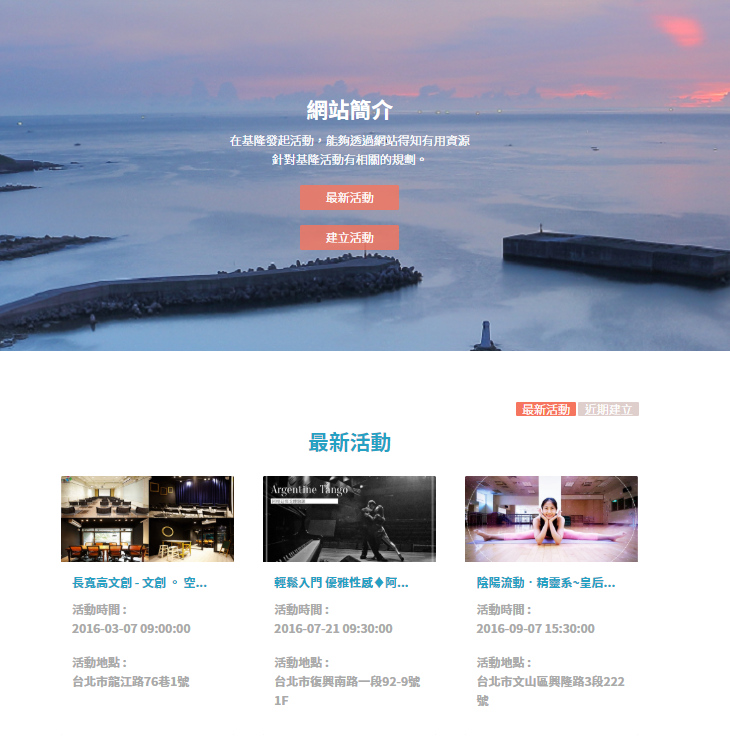 網站簡介
在基隆發起活動，能夠透過網站得知有用資源
針對基隆活動有相關的規劃。
最新活動
建立活動
最新活動 近期建立
最新活動
Argentine Tango
長寬高文創 - 文創 。 空...
輕鬆入門 優雅性感♦阿...
陰陽流動‧精靈系~皇后...
活動時間 :
2016-03-07 09:00:00
活動地點 :
台北市龍江路76巷1號
活動時間 :
2016-07-21 09:30:00
活動地點 :
台北市復興南路一段92-9號
1F
活動時間 :
2016-09-07 15:30:00
活動地點 :
台北市文山區興隆路3段222
號